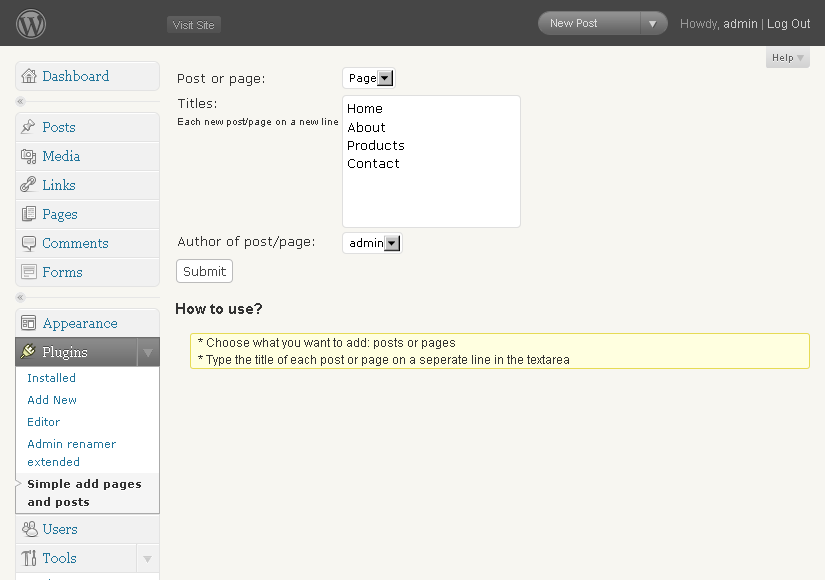 Visit Site
New Post
Howdy, admin | Log Out
Help
Dashboard
Posts
Media
Links
Pages
Comments
Forms
Appearance
Plugins
Installed
Add New
Editor
Admin renamer
extended
Simple add pages
and posts
Users
Tools
Post or page:
Page
Titles:
Each new post/page on a new line
Home
About
Products
Contact
Author of post/page:
admin
Submit
How to use?
* Choose what you want to add: posts or pages
* Type the title of each post or page on a seperate line in the textarea